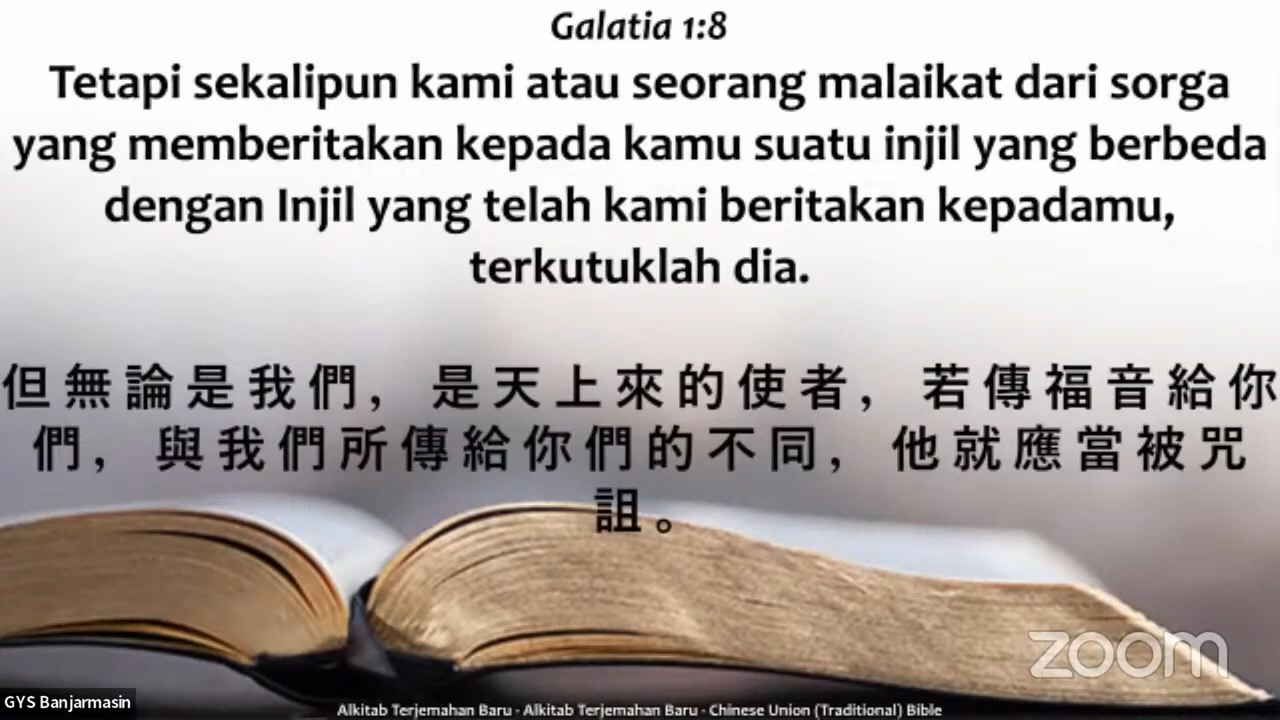 Galatia 1:8
Tetapi sekalipun kami atau seorang malaikat dari sorga
yang memberitakan kepada kamu suatu injil yang berbeda
dengan Injil yang telah kami beritakan kepadamu,
terkutuklah dia.
但無論是我們，是天上來的使者，若傳福音給你
們，與我們所傳給你們的不同，他就應當被咒
詛。
zoom
GYS Banjarmasin
Alkitab Terjemahan Baru - Alkitab Terjemahan Baru - Chinese Union (Traditional) Bible